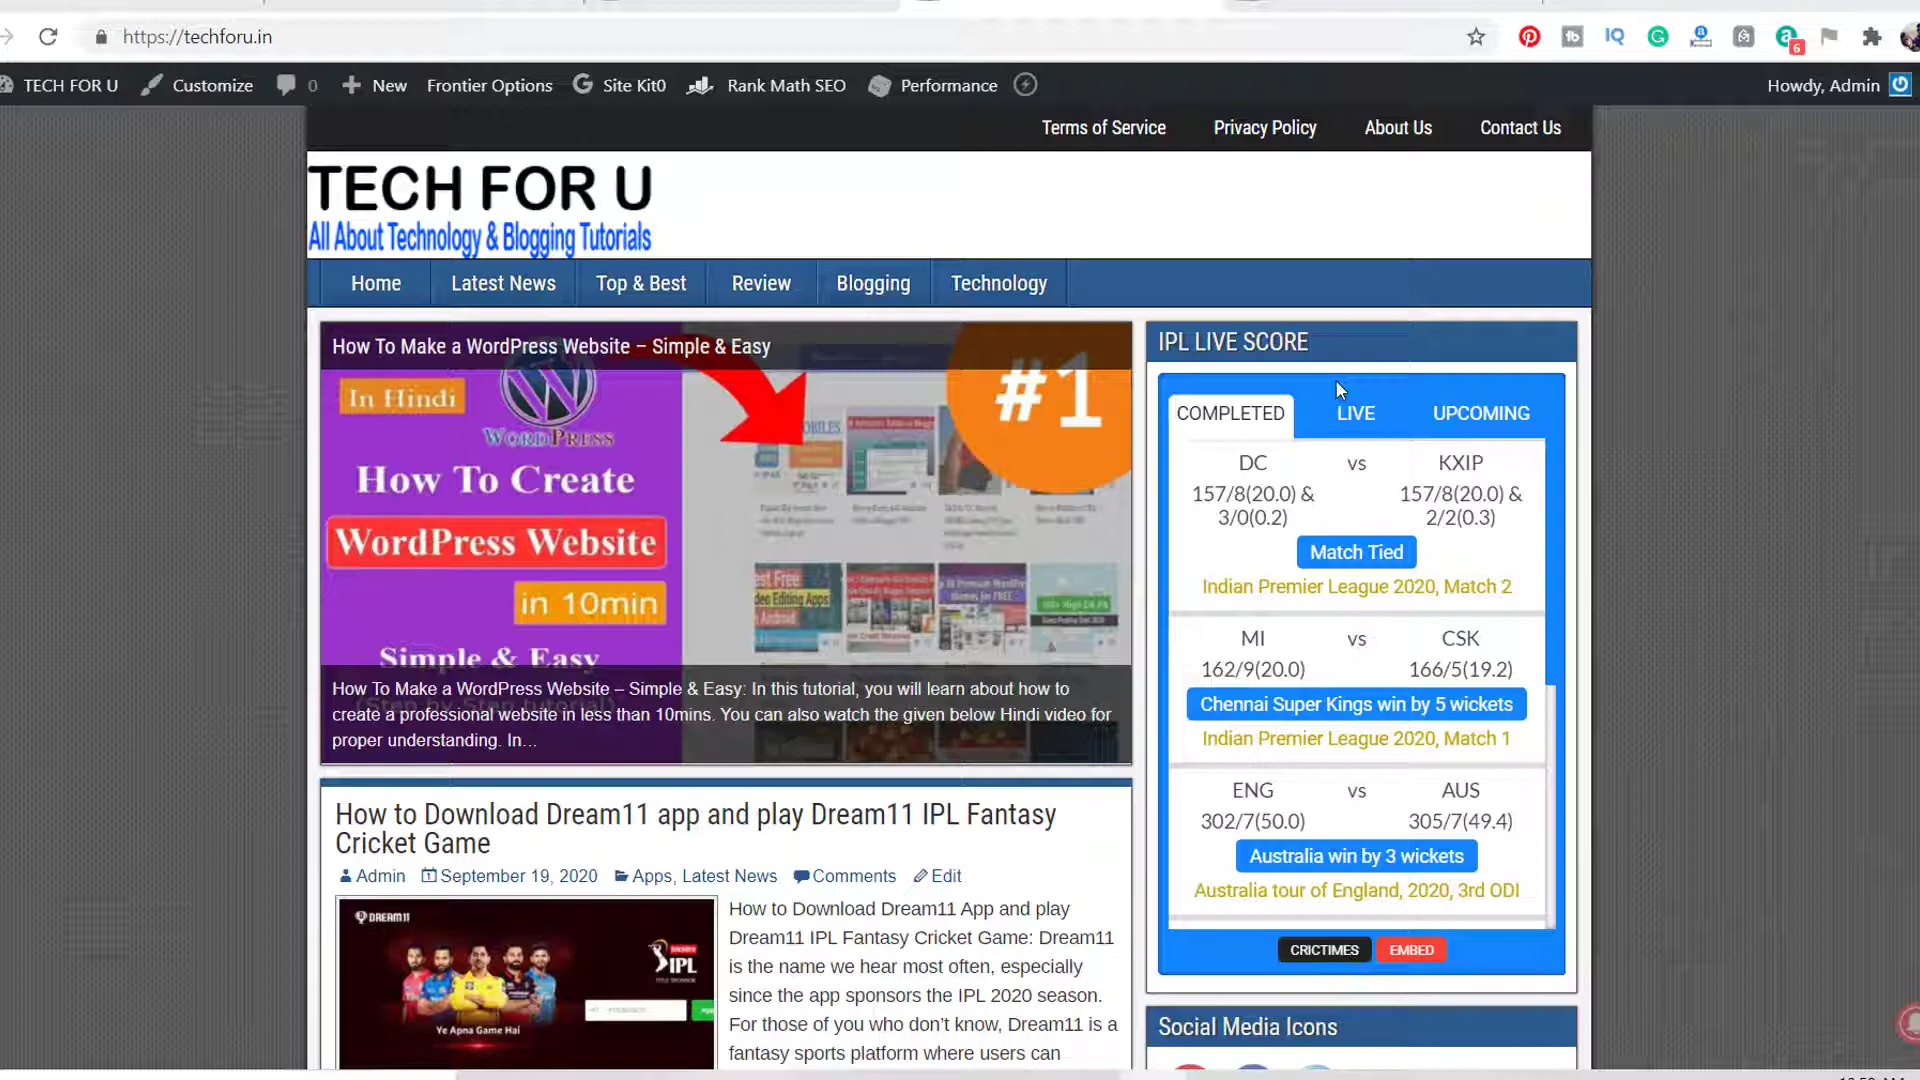 https://techforu.in
6
TECH FOR U Customize 0 New Frontier Options Site Kit0 Rank Math SEO Performance Howdy, Admin
Terms of Service Privacy Policy About Us Contact Us
TECH FOR U
All About Technology & Blogging Tutorials
Home Latest News Top & Best Review Blogging Technology
How To Make a WordPress Website – Simple & Easy
In Hindi
WORDPRESS
How To Create
WordPress Website
in 10min
Simple & Easy
(Step by Step tutorial)
#1
How To Make a WordPress Website – Simple & Easy: In this tutorial, you will learn about how to
create a professional website in less than 10mins. You can also watch the given below Hindi video for
proper understanding. In...
How to Download Dream11 app and play Dream11 IPL Fantasy
Cricket Game
Admin September 19, 2020 Apps, Latest News Comments Edit
DREAM11
IPL
Ye Apna Game Hai
How to Download Dream11 App and play
Dream11 IPL Fantasy Cricket Game: Dream11
is the name we hear most often, especially
since the app sponsors the IPL 2020 season.
For those of you who don't know, Dream11 is a
fantasy sports platform where users can
IPL LIVE SCORE
COMPLETED LIVE UPCOMING
DC vs KXIP
157/8(20.0) & 157/8(20.0) &
3/0(0.2) 2/2(0.3)
Match Tied
Indian Premier League 2020, Match 2
MI vs CSK
162/9(20.0) 166/5(19.2)
Chennai Super Kings win by 5 wickets
Indian Premier League 2020, Match 1
ENG vs AUS
302/7(50.0) 305/7(49.4)
Australia win by 3 wickets
Australia tour of England, 2020, 3rd ODI
CRICTIMES EMBED
Social Media Icons